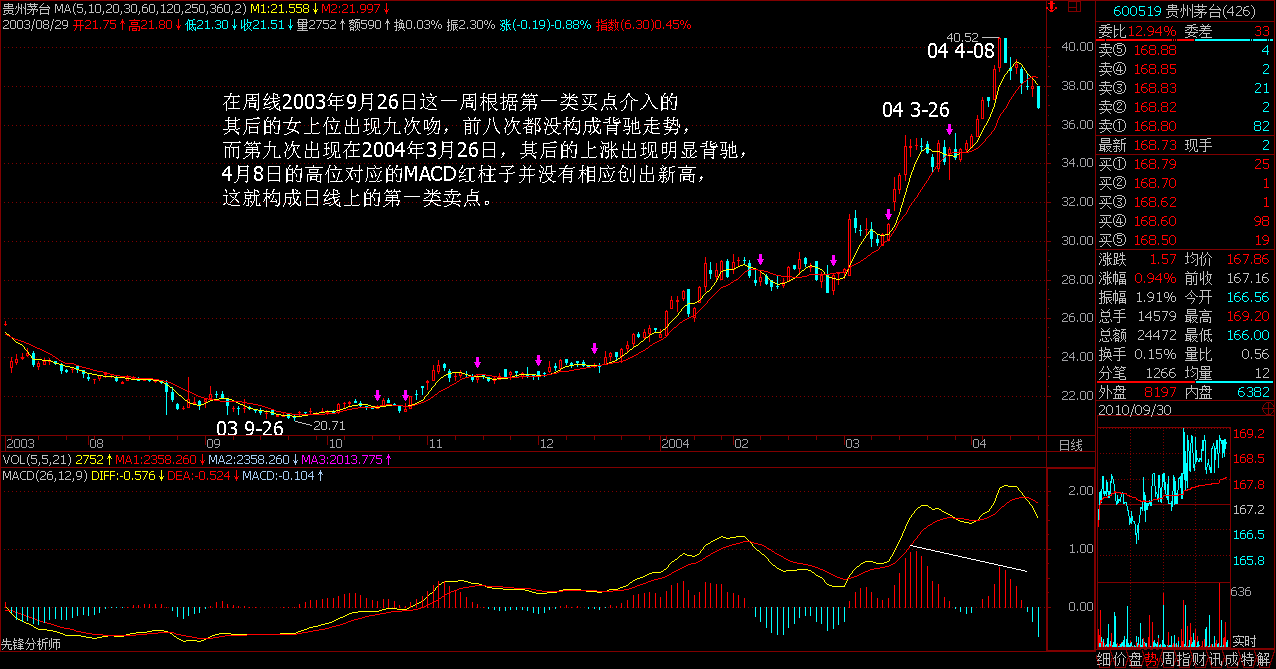 贵州茅台 MA(5,10,20,30,60,120,250,360,2) M1:21.558↓M2:21.997↓
2003/08/29 开21.75↑高21.80↓低21.30↓收21.51↓量2752↑额590↑换0.03% 振2.30% 涨(-0.19)-0.88% 指数(6.30)0.45%
40.52
04 4-08
在周线2003年9月26日这一周根据第一类买点介入的
其后的女上位出现九次吻，前八次都没构成背驰走势，
而第九次出现在2004年3月26日，其后的上涨出现明显背驰，
4月8日的高位对应的MACD红柱子并没有相应创出新高，
这就构成日线上的第一类卖点。
04 3-26
03 9-26
20.71
40.00
38.00
36.00
34.00
32.00
30.00
28.00
26.00
24.00
22.00
2003 08 09 10 11 12 2004 02 03 04 日线
VOL(5,5,21) 2752↑MA1:2358.260↓MA2:2358.260↓MA3:2013.775↑
MACD(26,12,9) DIFF:-0.576↓DEA:-0.524↓MACD:-0.104↑
2.00
1.00
0.00
先锋分析师
600519 贵州茅台(426)
委比12.94% 委差 33
卖⑤ 168.88 4
卖④ 168.85 2
卖③ 168.83 21
卖② 168.82 2
卖① 168.80 82
最新 168.73 现手 2
买① 168.79 25
买② 168.70 1
买③ 168.62 1
买④ 168.60 98
买⑤ 168.50 19
涨跌 1.57 均价 167.86
涨幅 0.94% 前收 167.16
振幅 1.91% 今开 166.56
总手 14579 最高 169.20
总额 24472 最低 166.00
换手 0.15% 量比 0.56
分笔 1266 均量 12
外盘 8197 内盘 6382
2010/09/30
169.2
168.5
167.8
167.2
166.5
165.8
636
实时
细价盘势周指财讯成特解